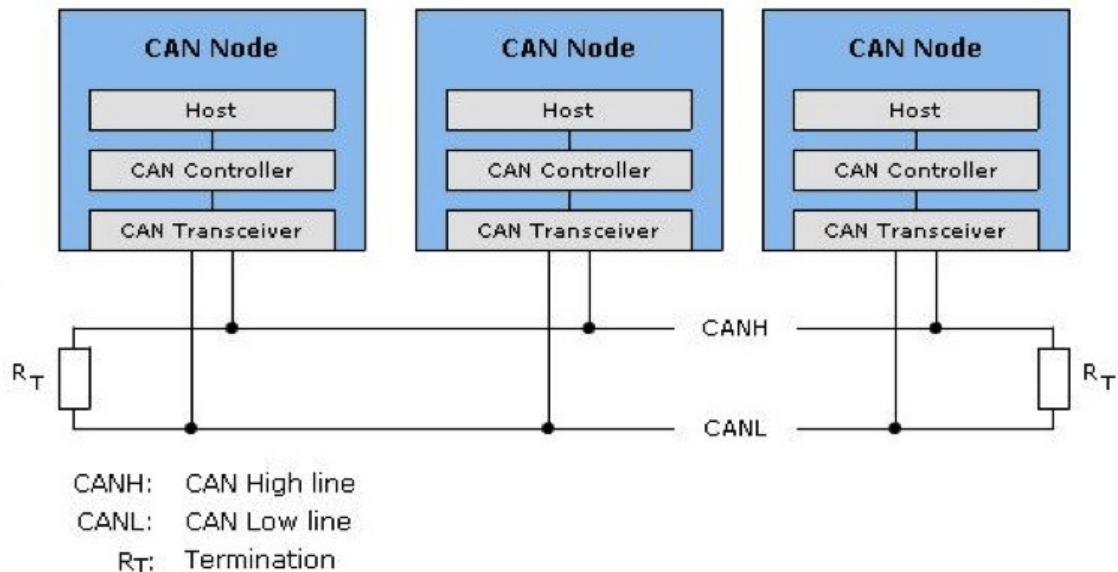 CAN Node
CAN Node
CAN Node
Host
Host
Host
CAN Controller
CAN Controller
CAN Controller
CAN Transceiver
CAN Transceiver
CAN Transceiver
CANH
RT
RT
CANL
CANH: CAN High line
CANL: CAN Low line
RT: Termination